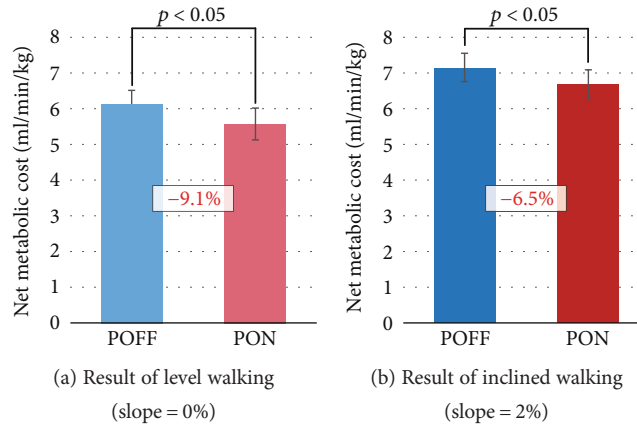 p < 0.05
Net metabolic cost (ml/min/kg)
8
7
6
5
4
3
2
1
0
−9.1%
POFF PON
(a) Result of level walking
(slope = 0%)
p < 0.05
Net metabolic cost (ml/min/kg)
8
7
6
5
4
3
2
1
0
−6.5%
POFF PON
(b) Result of inclined walking
(slope = 2%)